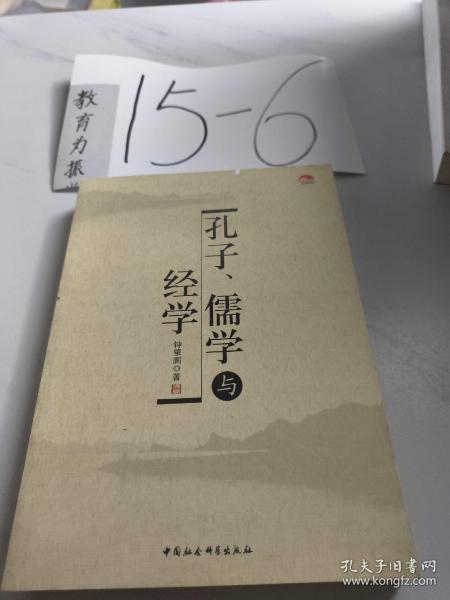 教育为振
15-6
孔子、儒学与
经学
钟肇鹏◎著
中国社会科学出版社
孔夫子旧书网
www.kongfz.com